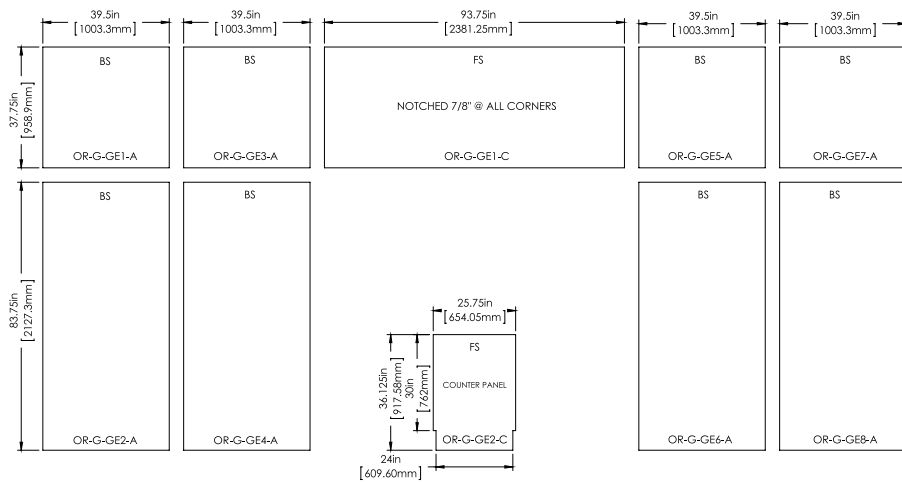 39.5in
[1003.3mm]
39.5in
[1003.3mm]
93.75in
[2381.25mm]
39.5in
[1003.3mm]
39.5in
[1003.3mm]
37.75in
[958.9mm]
BS
BS
FS
BS
BS
NOTCHED 7/8" @ ALL CORNERS
OR-G-GE1-A
OR-G-GE3-A
OR-G-GE1-C
OR-G-GE5-A
OR-G-GE7-A
83.75in
[2127.3mm]
BS
BS
BS
BS
25.75in
[654.05mm]
36.125in
[917.58mm]
30in
[762mm]
FS
COUNTER PANEL
OR-G-GE2-A
OR-G-GE4-A
OR-G-GE2-C
OR-G-GE6-A
OR-G-GE8-A
24in
[609.60mm]